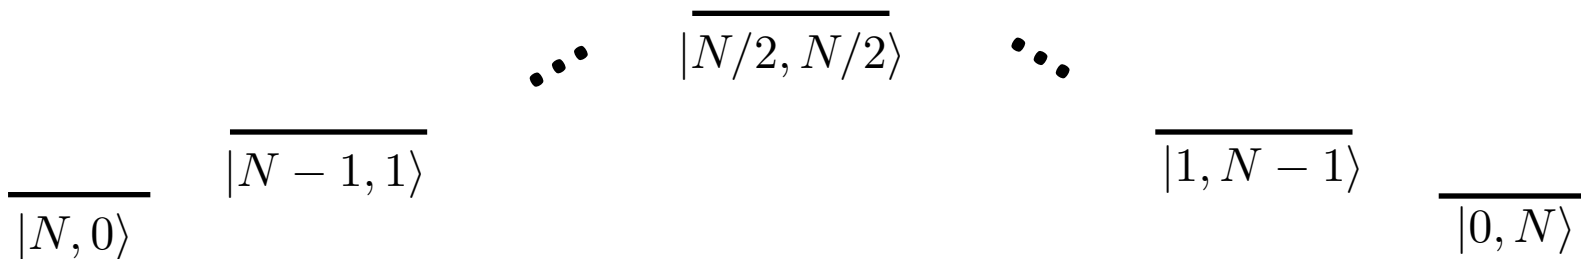 |N/2, N/2⟩
|N − 1, 1⟩
|1, N − 1⟩
|N, 0⟩
|0, N⟩